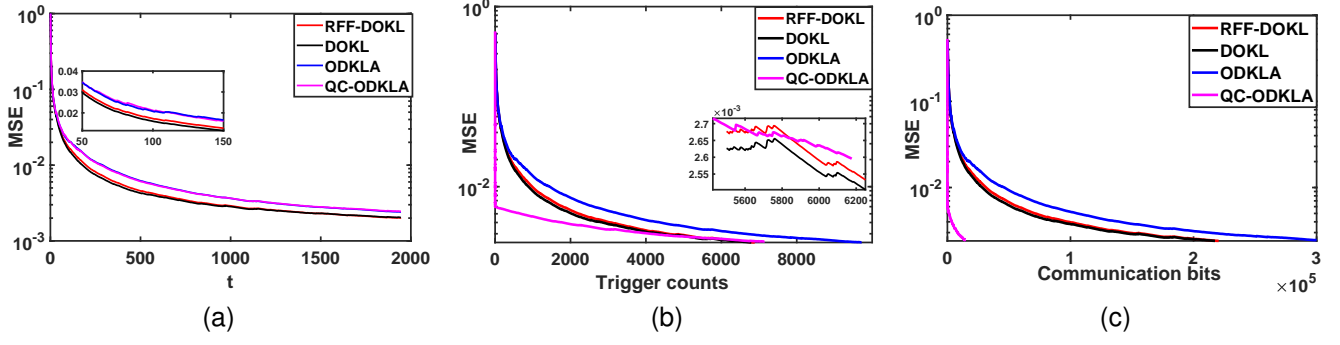 10^0
10^-1
10^-2
10^-3
MSE
0 500 1000 1500 2000
t
RFF-DOKL
DOKL
ODKLA
QC-ODKLA
0.04
0.02
50 100 150
(a)
10^0
10^-2
MSE
0 2000 4000 6000 8000
Trigger counts
RFF-DOKL
DOKL
ODKLA
QC-ODKLA
×10^-3
2.7
2.65
2.6
2.55
5600 5800 6000 6200
(b)
10^0
10^-1
10^-2
MSE
0 1 2 3
Communication bits
×10^5
RFF-DOKL
DOKL
ODKLA
QC-ODKLA
(c)